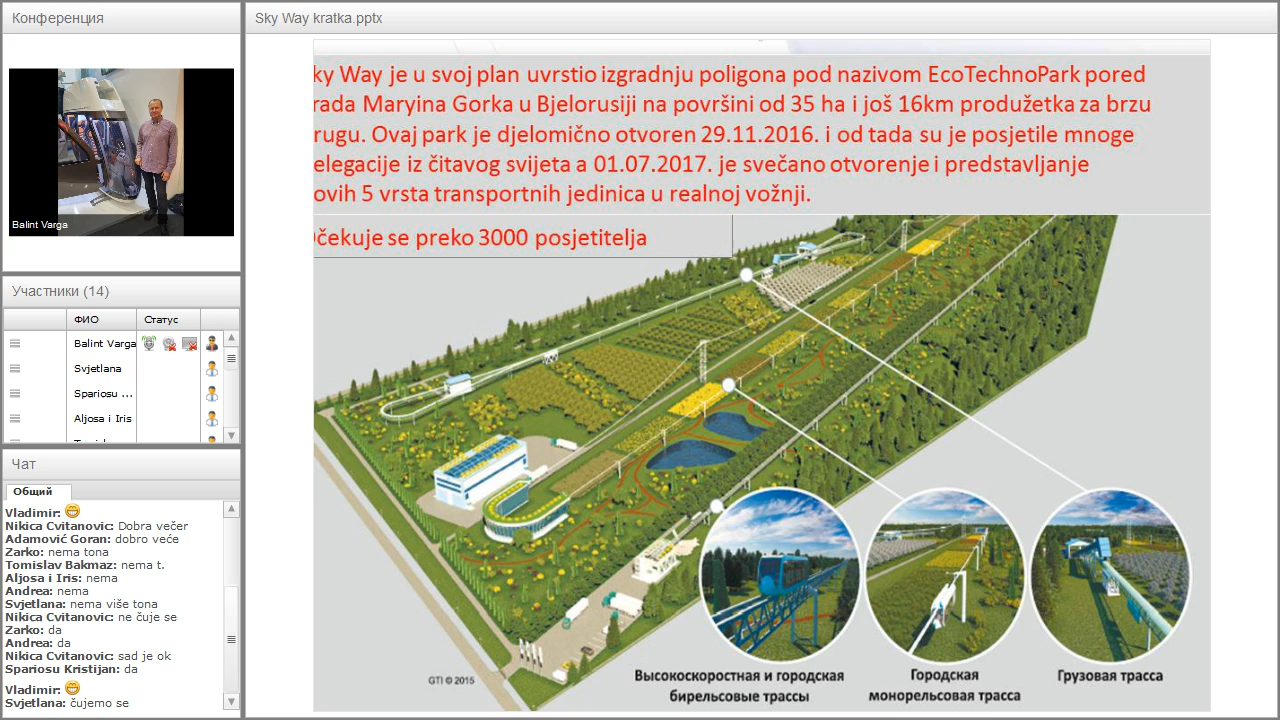 Конференция
Balint Varga
Участники (14)
ФИО
Статус
Balint Varga
Svjetlana
Spariosu ...
Aljosa i Iris
Чат
Общий
Vladimir:
Nikica Cvitanovic: Dobra večer
Adamović Goran: dobro veće
Zarko: nema tona
Tomislav Bakmaz: nema t.
Aljosa i Iris: nema
Andrea: nema
Svjetlana: nema više tona
Nikica Cvitanovic: ne čuje se
Zarko: da
Andrea: da
Nikica Cvitanovic: sad je ok
Spariosu Kristijan: da
Vladimir:
Svjetlana: čujemo se
Sky Way kratka.pptx
ky Way je u svoj plan uvrstio izgradnju poligona pod nazivom EcoTechnoPark pored
rada Maryina Gorka u Bjelorusiji na površini od 35 ha i još 16km produžetka za brzu
rugu. Ovaj park je djelomično otvoren 29.11.2016. i od tada su je posjetile mnoge
elegacije iz čitavog svijeta a 01.07.2017. je svečano otvorenje i predstavljanje
ovih 5 vrsta transportnih jedinica u realnoj vožnji.
čekuje se preko 3000 posjetitelja
GTI © 2015
Высокоскоростная и городская
бирельсовые трассы
Городская
монорельсовая трасса
Грузовая трасса